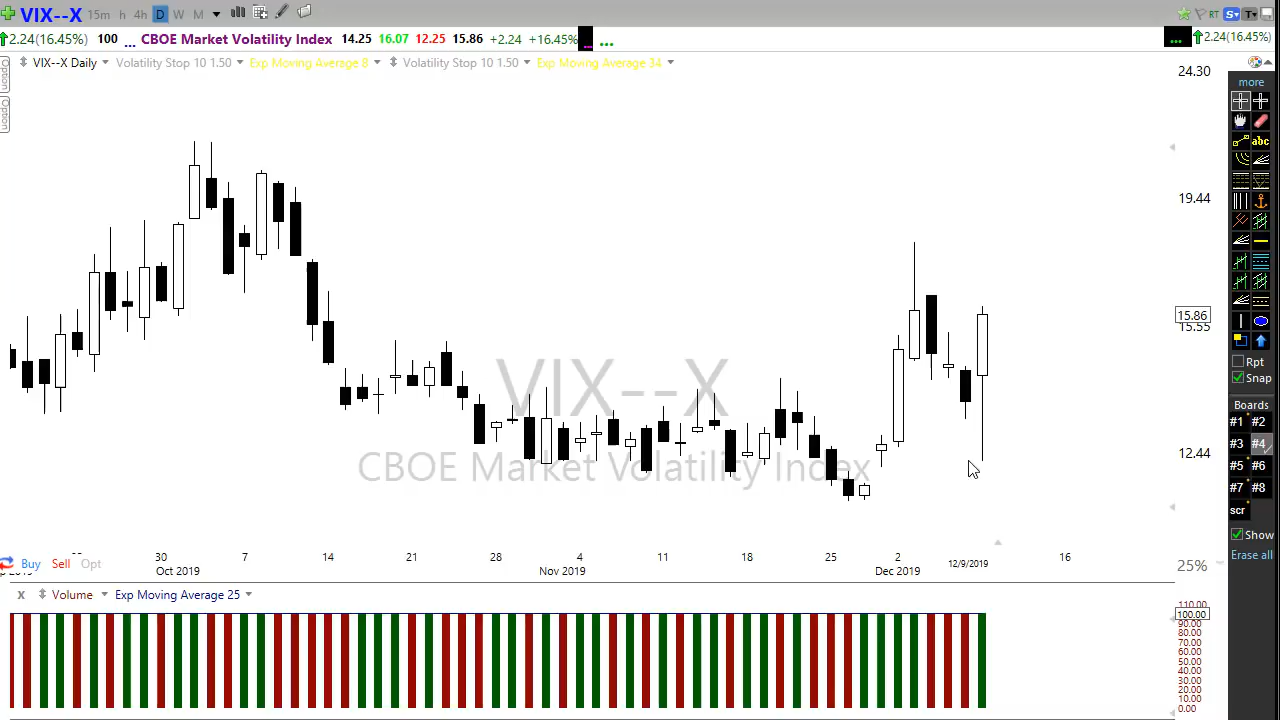 VIX--X 15m h 4h D W M RT S T
2.24(16.45%) 100 ... CBOE Market Volatility Index 14.25 16.07 12.25 15.86 +2.24 +16.45% ... ... ... 2.24(16.45%)
VIX--X Daily Volatility Stop 10 1.50 Exp Moving Average 8 Volatility Stop 10 1.50 Exp Moving Average 34
Option
Option
24.30
19.44
15.86
15.55
12.44
VIX--X
CBOE Market Volatility Index
30 7 14 21 28 4 11 18 25 2 12/9/2019 16
Oct 2019 Nov 2019 Dec 2019
Buy Sell Opt
25%
X Volume Exp Moving Average 25
110.00
100.00
90.00
80.00
70.00
60.00
50.00
40.00
30.00
20.00
10.00
0.00
more
abc
Rpt
Snap
Boards
#1 #2
#3 #4
#5 #6
#7 #8
scr
Show
Erase all